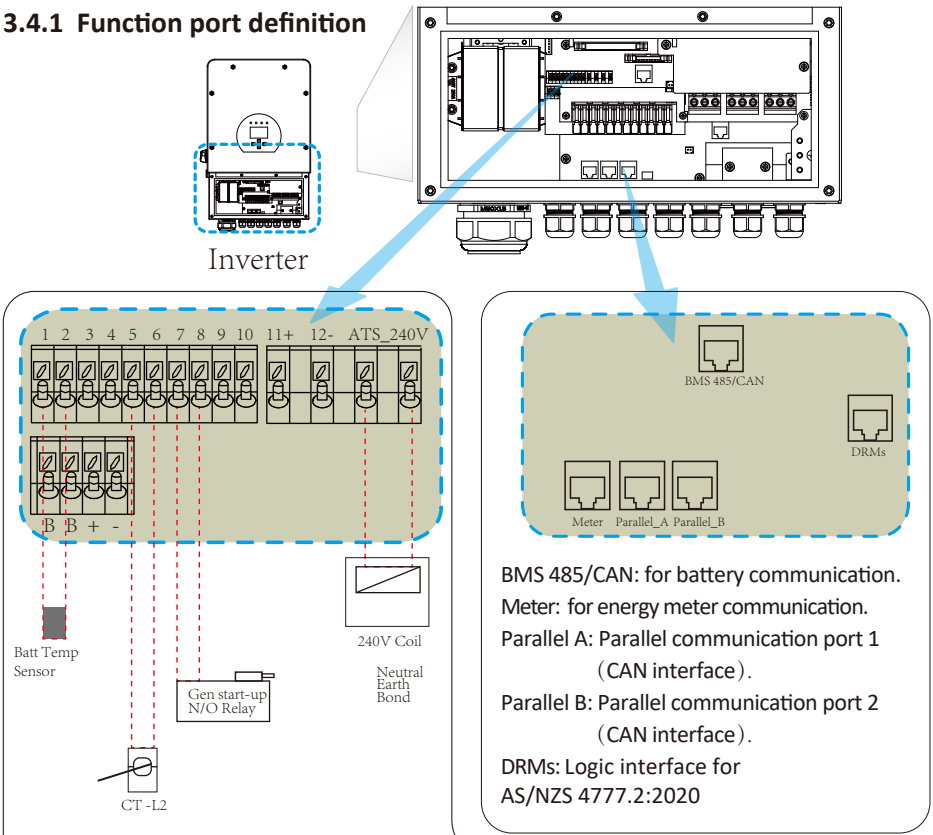 3.4.1 Function port definition
Inverter
1 2 3 4 5 6 7 8 9 10 11+ 12- ATS_240V
B B + -
Batt Temp
Sensor
Gen start-up
N/O Relay
CT -L2
240V Coil
Neutral
Earth
Bond
BMS 485/CAN
DRMs
Meter Parallel_A Parallel_B
BMS 485/CAN: for battery communication.
Meter: for energy meter communication.
Parallel A: Parallel communication port 1
（CAN interface）.
Parallel B: Parallel communication port 2
（CAN interface）.
DRMs: Logic interface for
AS/NZS 4777.2:2020